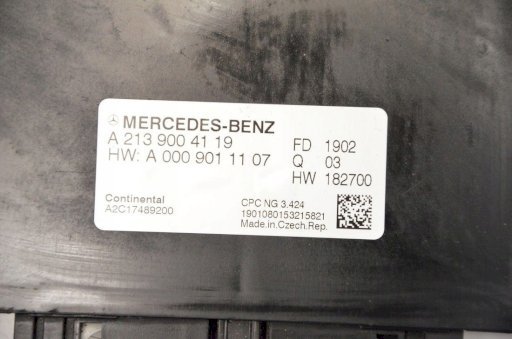 MERCEDES-BENZ
A 213 900 41 19
HW: A 000 901 11 07
FD 1902
Q 03
HW 182700
Continental
A2C17489200
CPC NG 3.424
1901080153215821
Made.in.Czech.Rep.